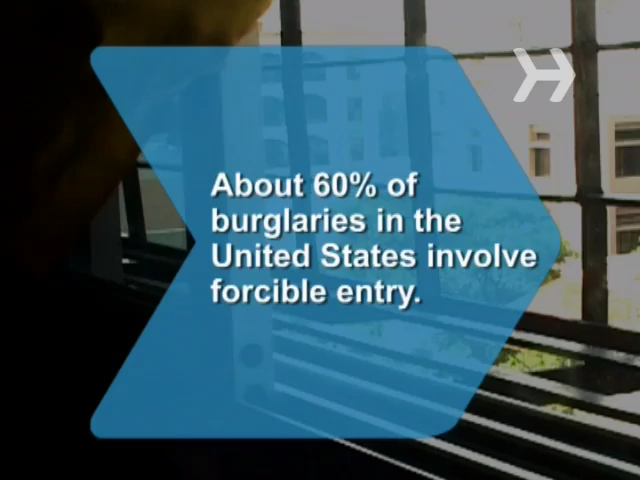 About 60% of
burglaries in the
United States involve
forcible entry.